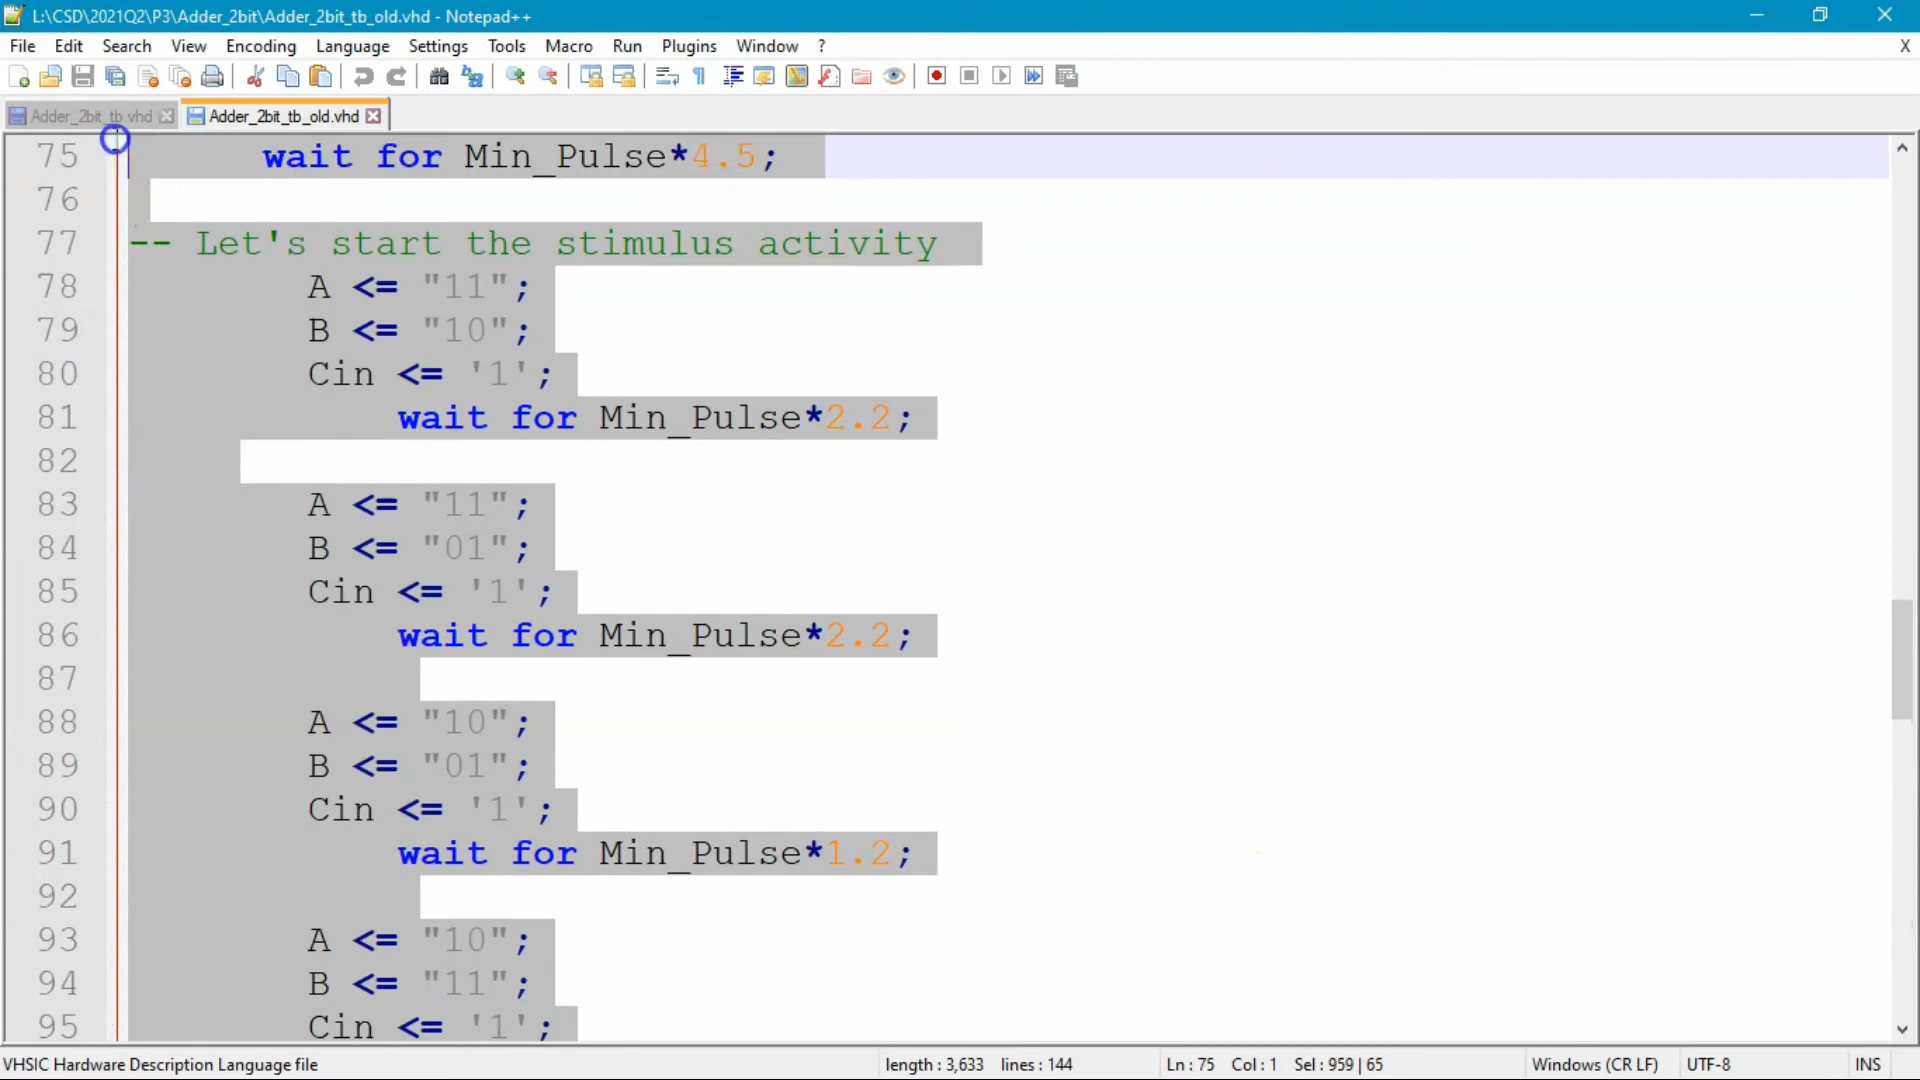 L:\CSD\2021Q2\P3\Adder_2bit\Adder_2bit_tb_old.vhd - Notepad++
File Edit Search View Encoding Language Settings Tools Macro Run Plugins Window ? X
Adder_2bit_tb.vhd Adder_2bit_tb_old.vhd
75 wait for Min_Pulse*4.5;
76
77 -- Let's start the stimulus activity
78 A <= "11";
79 B <= "10";
80 Cin <= '1';
81 wait for Min_Pulse*2.2;
82
83 A <= "11";
84 B <= "01";
85 Cin <= '1';
86 wait for Min_Pulse*2.2;
87
88 A <= "10";
89 B <= "01";
90 Cin <= '1';
91 wait for Min_Pulse*1.2;
92
93 A <= "10";
94 B <= "11";
95 Cin <= '1';
VHSIC Hardware Description Language file length : 3,633 lines : 144 Ln : 75 Col : 1 Sel : 959 | 65 Windows (CR LF) UTF-8 INS